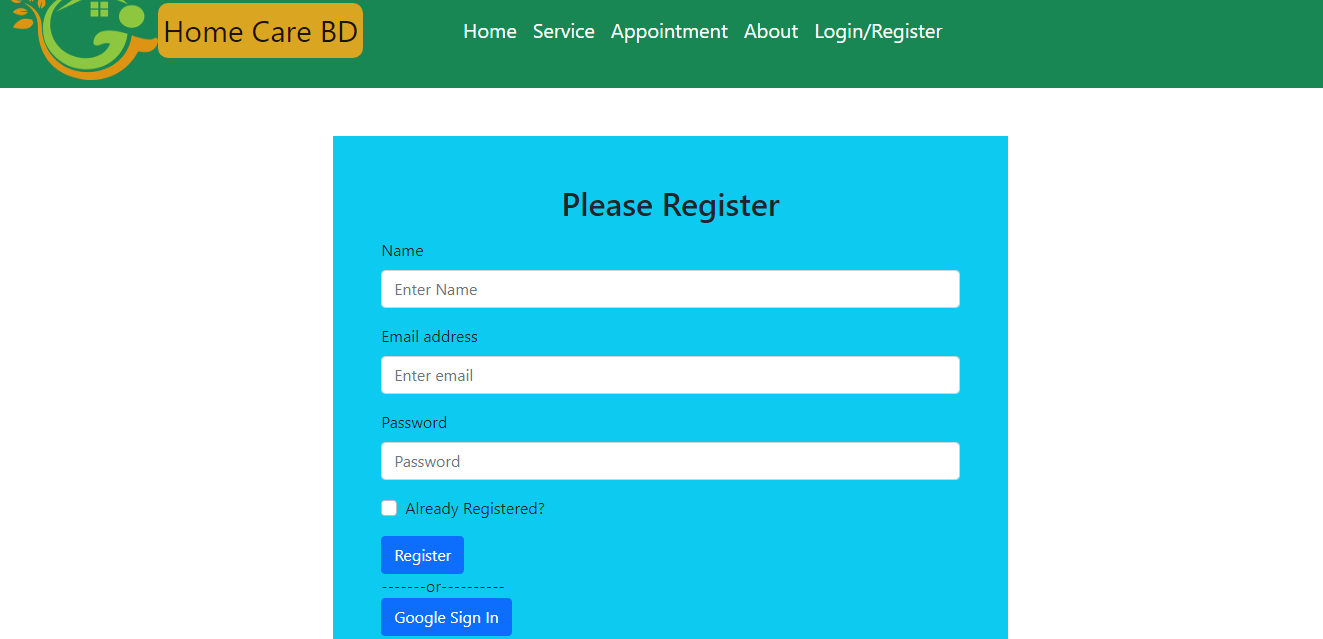 Home Care BD
Home Service Appointment About Login/Register
Please Register
Name
Enter Name
Email address
Enter email
Password
Password
Already Registered?
Register
-------or----------
Google Sign In